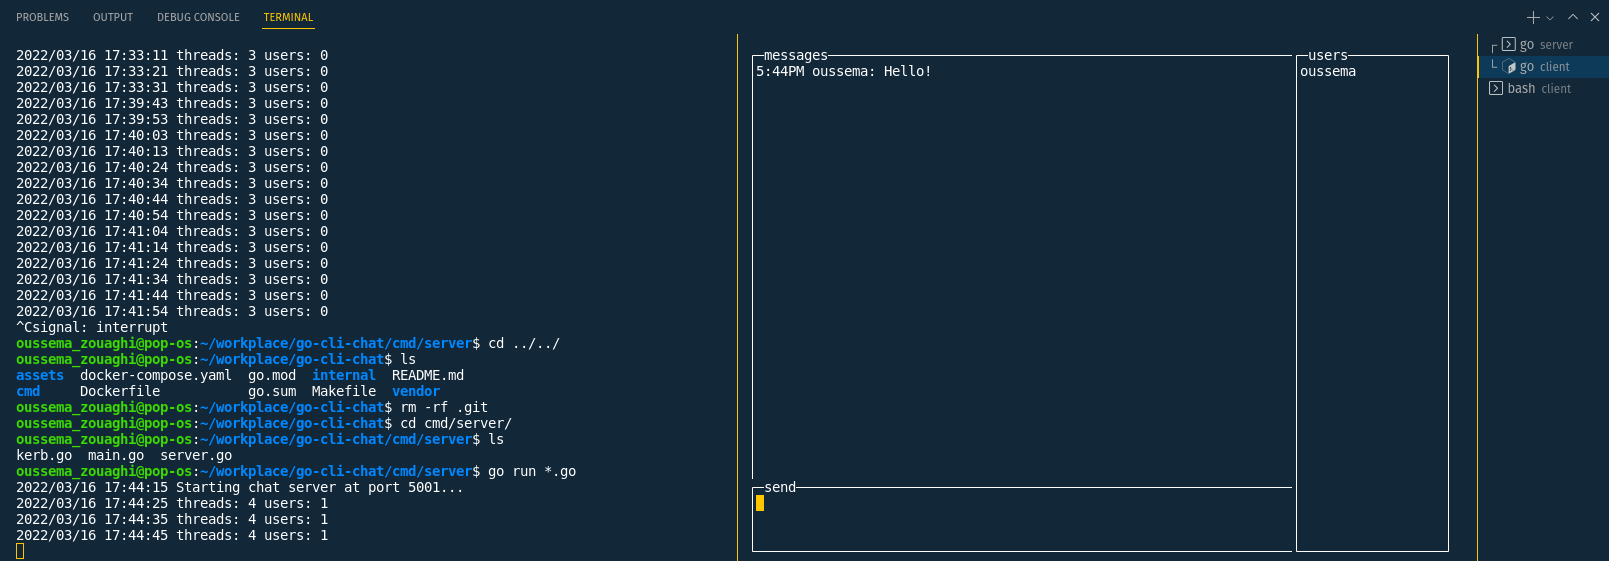 PROBLEMS OUTPUT DEBUG CONSOLE TERMINAL
2022/03/16 17:33:11 threads: 3 users: 0
2022/03/16 17:33:21 threads: 3 users: 0
2022/03/16 17:33:31 threads: 3 users: 0
2022/03/16 17:39:43 threads: 3 users: 0
2022/03/16 17:39:53 threads: 3 users: 0
2022/03/16 17:40:03 threads: 3 users: 0
2022/03/16 17:40:13 threads: 3 users: 0
2022/03/16 17:40:24 threads: 3 users: 0
2022/03/16 17:40:34 threads: 3 users: 0
2022/03/16 17:40:44 threads: 3 users: 0
2022/03/16 17:40:54 threads: 3 users: 0
2022/03/16 17:41:04 threads: 3 users: 0
2022/03/16 17:41:14 threads: 3 users: 0
2022/03/16 17:41:24 threads: 3 users: 0
2022/03/16 17:41:34 threads: 3 users: 0
2022/03/16 17:41:44 threads: 3 users: 0
2022/03/16 17:41:54 threads: 3 users: 0
^Csignal: interrupt
oussema_zouaghi@pop-os:~/workplace/go-cli-chat/cmd/server$ cd ../../
oussema_zouaghi@pop-os:~/workplace/go-cli-chat$ ls
assets docker-compose.yaml go.mod internal README.md
cmd Dockerfile go.sum Makefile vendor
oussema_zouaghi@pop-os:~/workplace/go-cli-chat$ rm -rf .git
oussema_zouaghi@pop-os:~/workplace/go-cli-chat$ cd cmd/server/
oussema_zouaghi@pop-os:~/workplace/go-cli-chat/cmd/server$ ls
kerb.go main.go server.go
oussema_zouaghi@pop-os:~/workplace/go-cli-chat/cmd/server$ go run *.go
2022/03/16 17:44:15 Starting chat server at port 5001...
2022/03/16 17:44:25 threads: 4 users: 1
2022/03/16 17:44:35 threads: 4 users: 1
2022/03/16 17:44:45 threads: 4 users: 1
messages
5:44PM oussema: Hello!
send
users
oussema
go server
go client
bash client